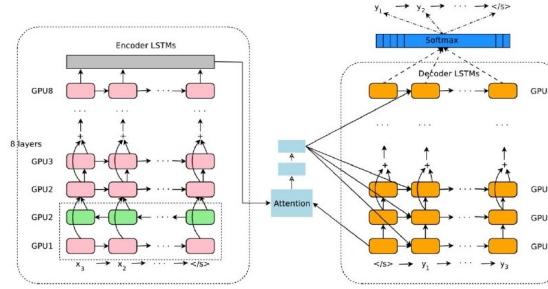 y1 y2 ... </s>
Softmax
Encoder LSTMs
Decoder LSTMs
GPU8
GPU
...
8 layers
GPU3
GPU2
GPU
GPU2
GPU
GPU1
GPU
Attention
x3 x2 ... </s>
</s> y1 ... y3